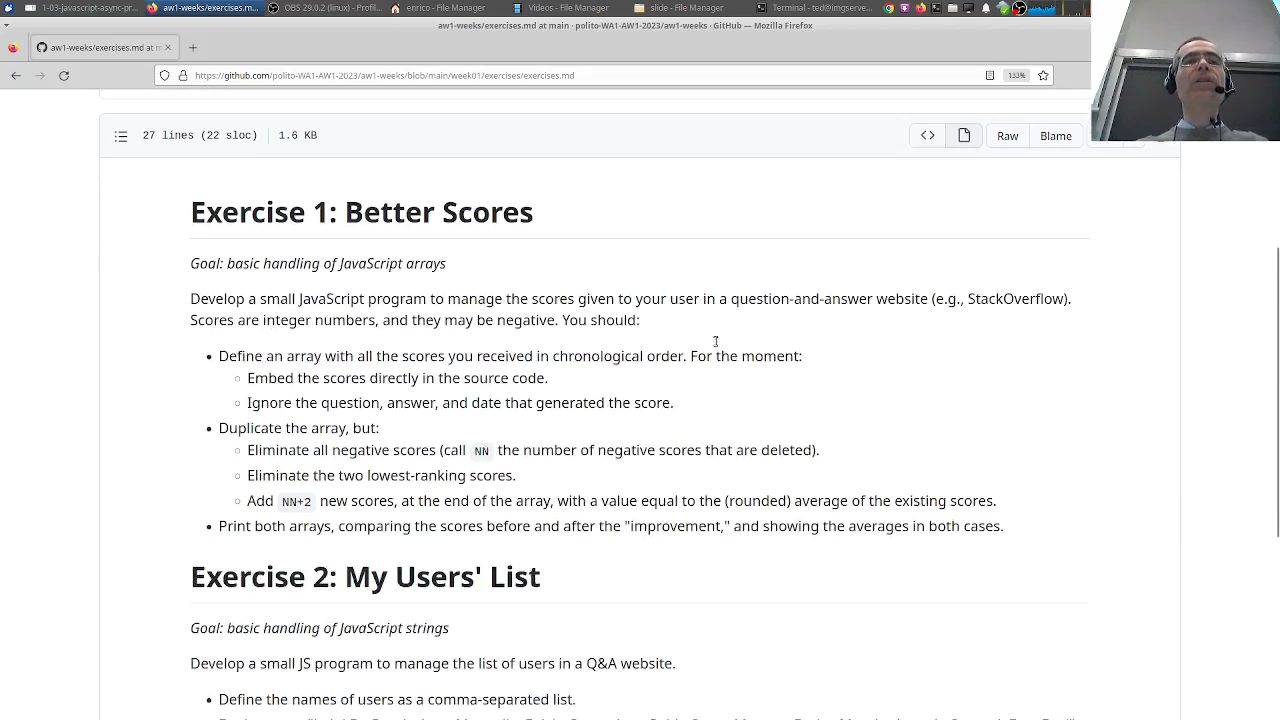 1-03-javascript-async-pr...
aw1-weeks/exercises.md...
OBS 29.0.2 (linux) - Profil...
enrico - File Manager
Videos - File Manager
slide - File Manager
Terminal - ted@imgserve...
aw1-weeks/exercises.md at main · polito-WA1-AW1-2023/aw1-weeks · GitHub — Mozilla Firefox
aw1-weeks/exercises.md at m
https://github.com/polito-WA1-AW1-2023/aw1-weeks/blob/main/week01/exercises/exercises.md
133%
27 lines (22 sloc)
1.6 KB
Raw
Blame
Exercise 1: Better Scores
Goal: basic handling of JavaScript arrays
Develop a small JavaScript program to manage the scores given to your user in a question-and-answer website (e.g., StackOverflow).
Scores are integer numbers, and they may be negative. You should:
• Define an array with all the scores you received in chronological order. For the moment:
○ Embed the scores directly in the source code.
○ Ignore the question, answer, and date that generated the score.
• Duplicate the array, but:
○ Eliminate all negative scores (call NN the number of negative scores that are deleted).
○ Eliminate the two lowest-ranking scores.
○ Add NN+2 new scores, at the end of the array, with a value equal to the (rounded) average of the existing scores.
• Print both arrays, comparing the scores before and after the "improvement," and showing the averages in both cases.
Exercise 2: My Users' List
Goal: basic handling of JavaScript strings
Develop a small JS program to manage the list of users in a Q&A website.
• Define the names of users as a comma-separated list.